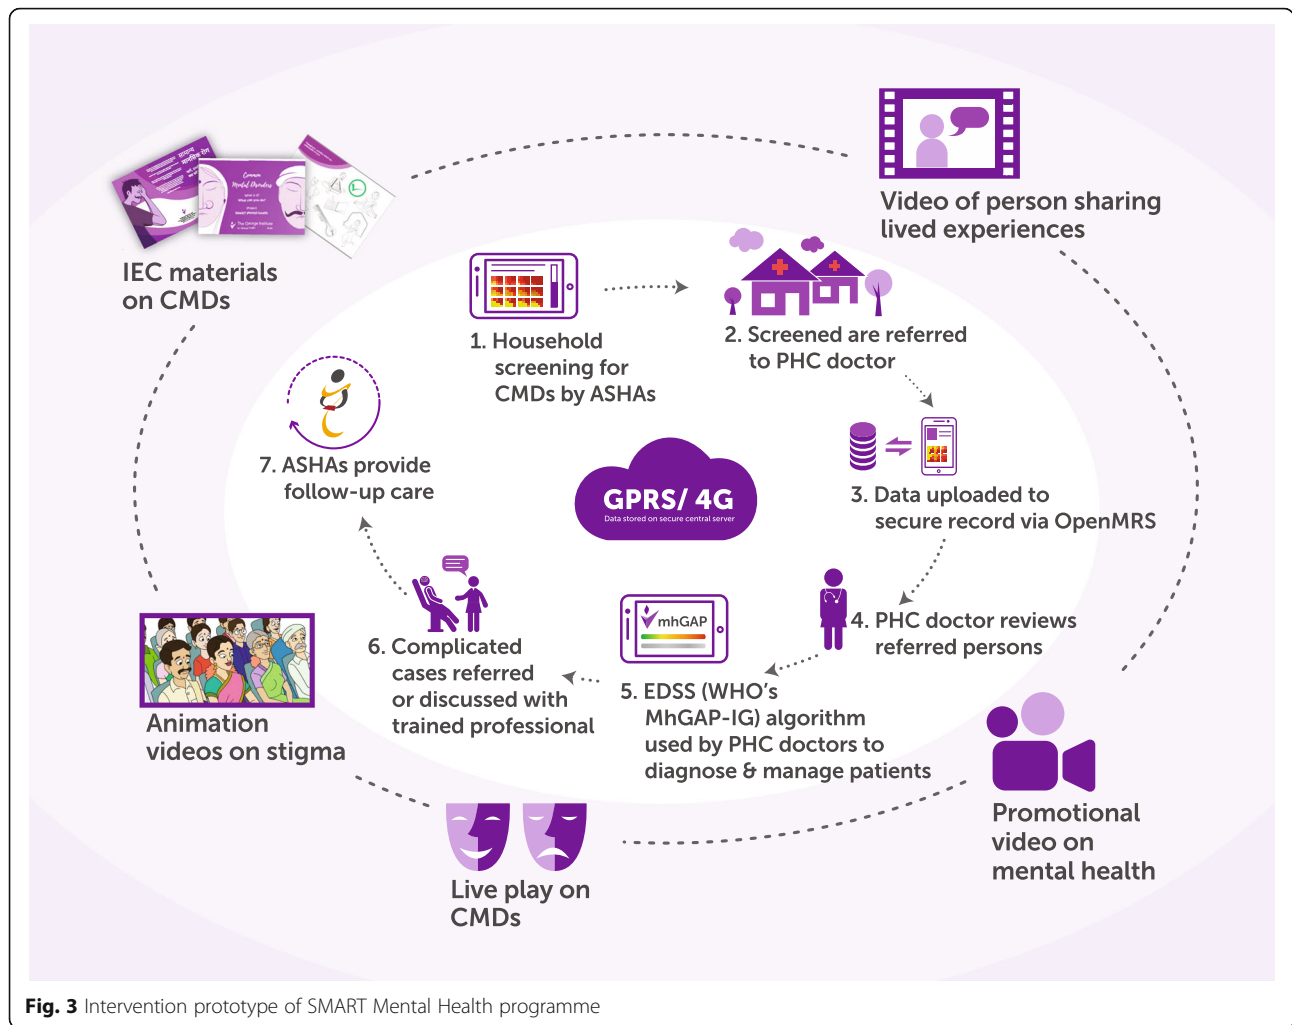 Common
Mental Disorders
IEC materials
on CMDs
Video of person sharing
lived experiences
1. Household
screening for
CMDs by ASHAs
2. Screened are referred
to PHC doctor
3. Data uploaded to
secure record via OpenMRS
4. PHC doctor reviews
referred persons
mhGAP
5. EDSS (WHO's
MhGAP-IG) algorithm
used by PHC doctors to
diagnose & manage patients
6. Complicated
cases referred
or discussed with
trained professional
7. ASHAs provide
follow-up care
GPRS/ 4G
Data stored on secure central server
Animation
videos on stigma
Live play on
CMDs
Promotional
video on
mental health
Fig. 3 Intervention prototype of SMART Mental Health programme